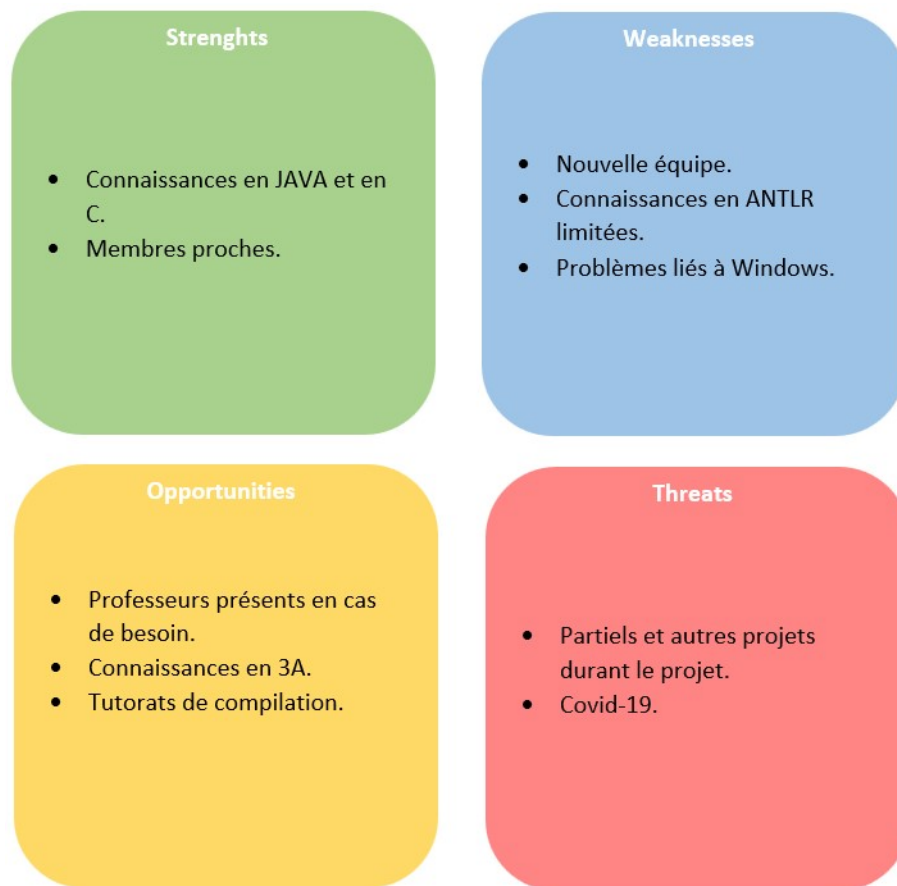 Strenghts
• Connaissances en JAVA et en
C.
• Membres proches.
Weaknesses
• Nouvelle équipe.
• Connaissances en ANTLR
limitées.
• Problèmes liés à Windows.
Opportunities
• Professeurs présents en cas
de besoin.
• Connaissances en 3A.
• Tutorats de compilation.
Threats
• Partiels et autres projets
durant le projet.
• Covid-19.